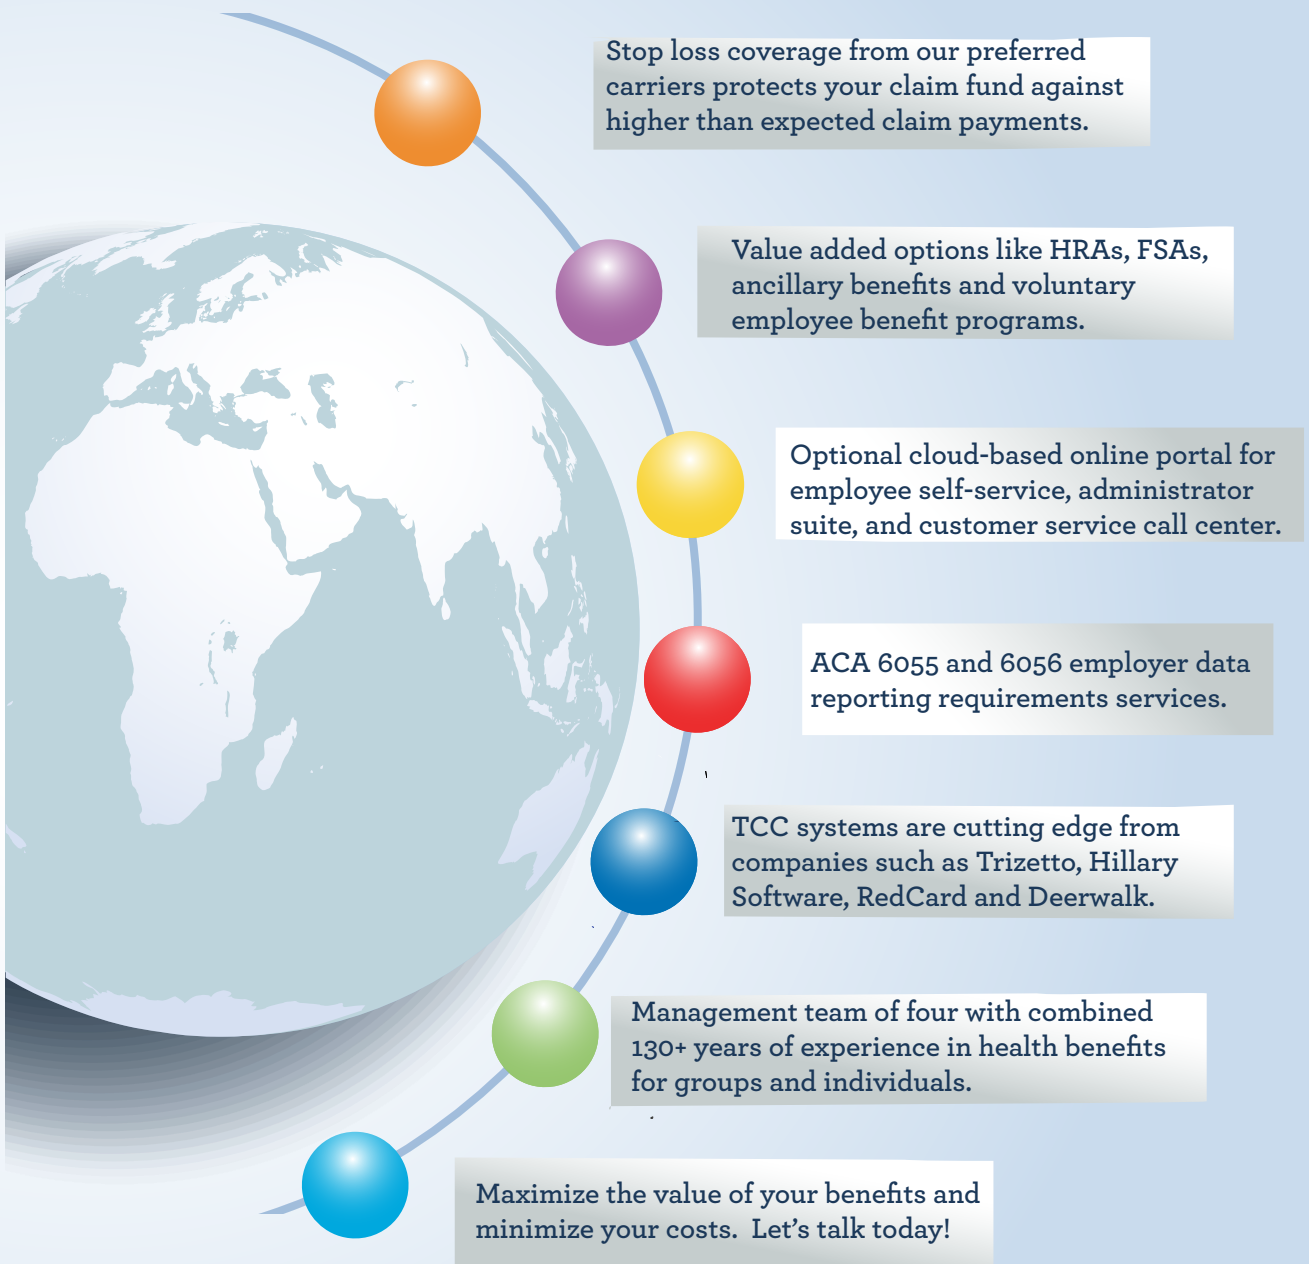 Stop loss coverage from our preferred
carriers protects your claim fund against
higher than expected claim payments.
Value added options like HRAs, FSAs,
ancillary benefits and voluntary
employee benefit programs.
Optional cloud-based online portal for
employee self-service, administrator
suite, and customer service call center.
ACA 6055 and 6056 employer data
reporting requirements services.
TCC systems are cutting edge from
companies such as Trizetto, Hillary
Software, RedCard and Deerwalk.
Management team of four with combined
130+ years of experience in health benefits
for groups and individuals.
Maximize the value of your benefits and
minimize your costs.  Let's talk today!